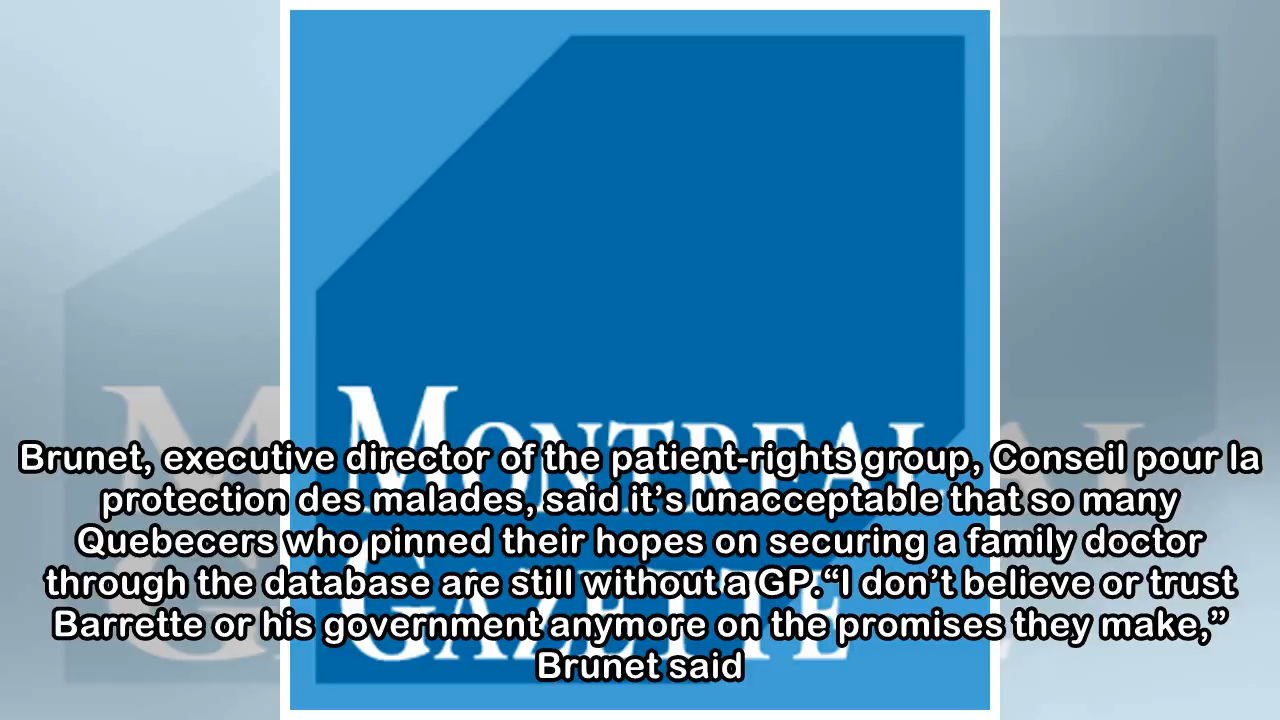 MONTREAL
GAZETTE
Brunet, executive director of the patient-rights group, Conseil pour la
protection des malades, said it’s unacceptable that so many
Quebecers who pinned their hopes on securing a family doctor
through the database are still without a GP.“I don’t believe or trust
Barrette or his government anymore on the promises they make,”
Brunet said